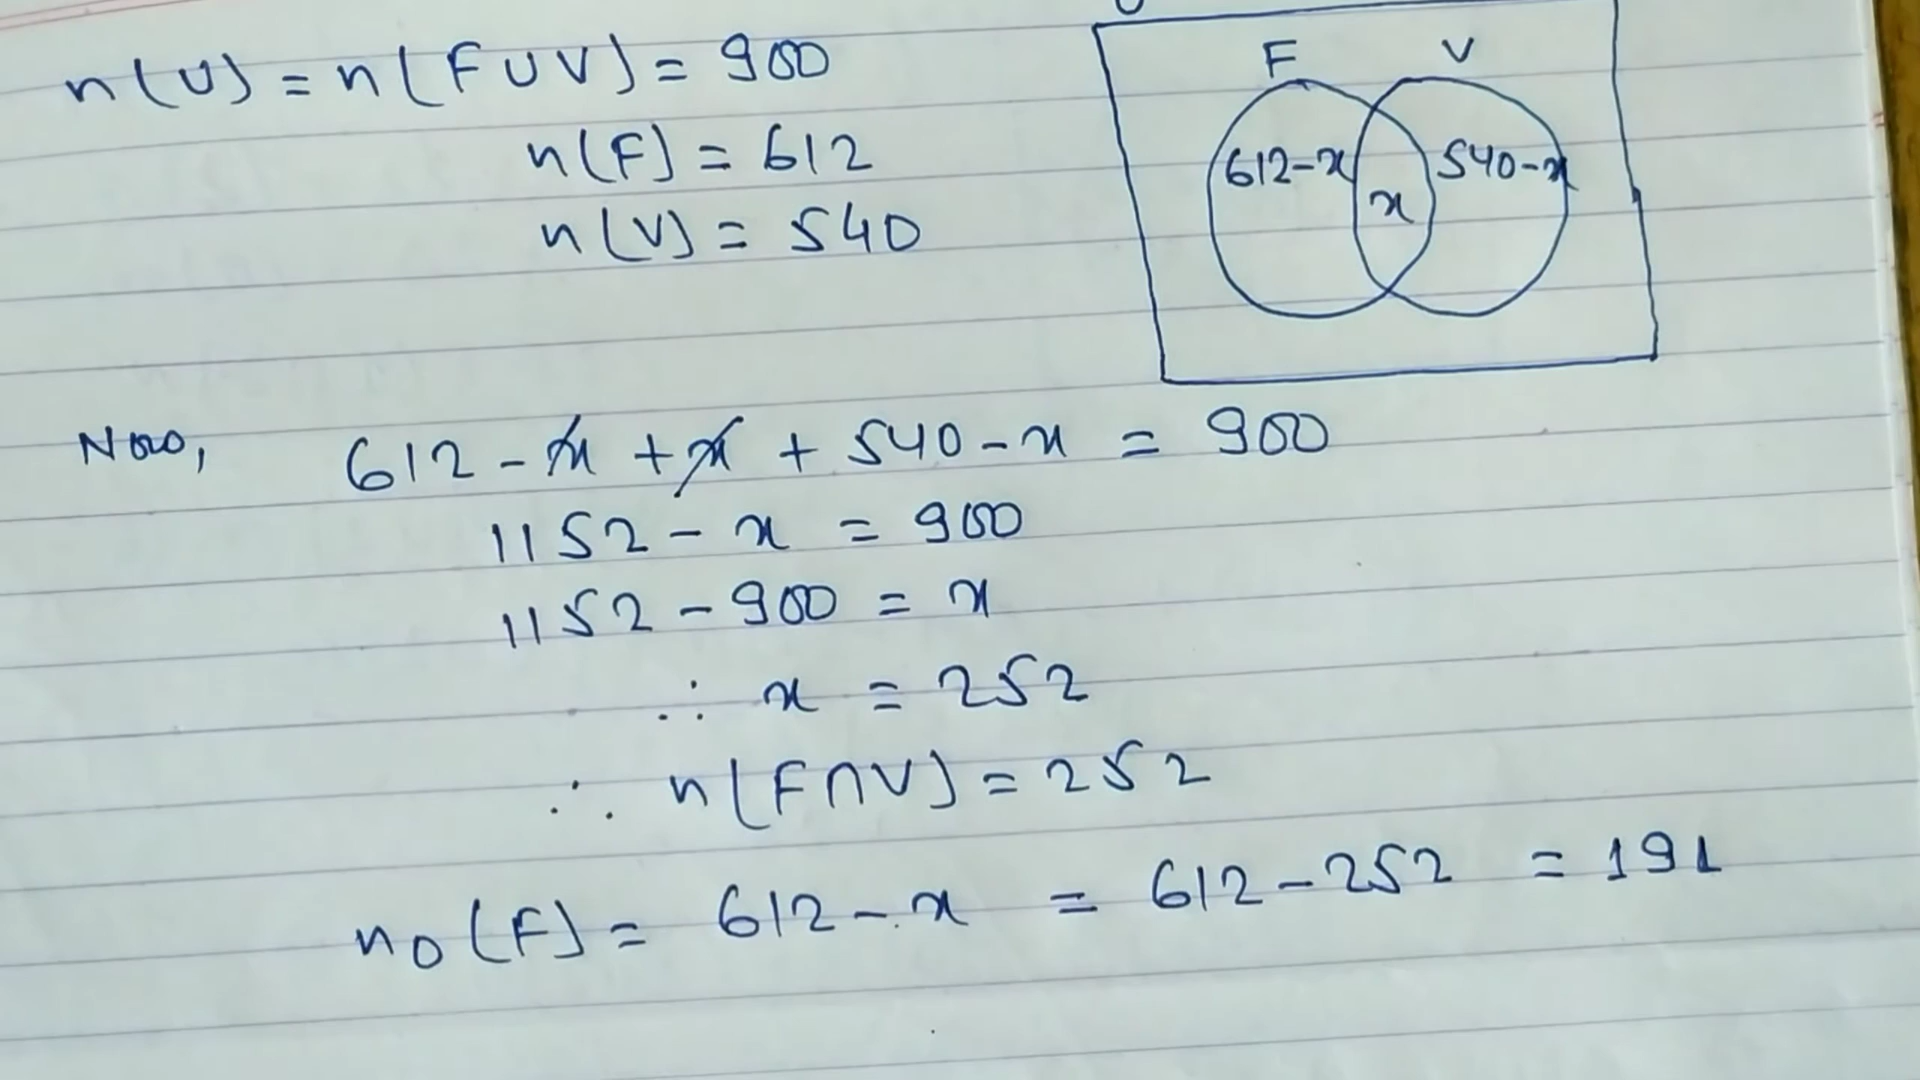 n(U) = n(F∪V) = 900
n(F) = 612
n(V) = 540
F V
612-x x 540-x
Now, 612 - x + x + 540 - x = 900
1152 - x = 900
1152 - 900 = x
∴ x = 252
∴ n(F∩V) = 252
n₀(F) = 612 - x = 612 - 252 = 191